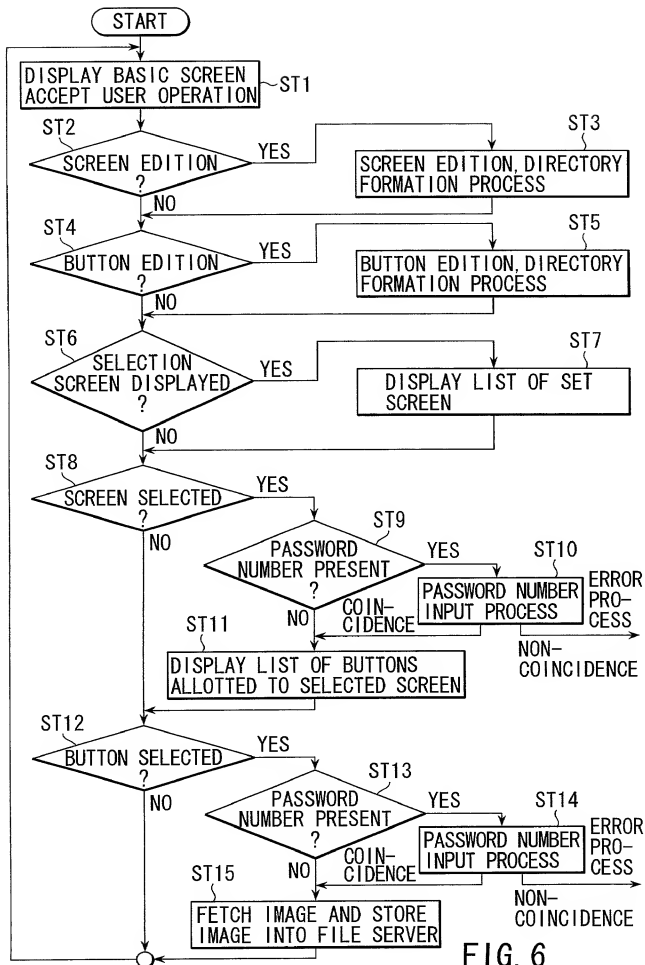 START
DISPLAY BASIC SCREEN
ACCEPT USER OPERATION
ST1
ST2
SCREEN EDITION
?
YES
NO
ST3
SCREEN EDITION, DIRECTORY
FORMATION PROCESS
ST4
BUTTON EDITION
?
YES
NO
ST5
BUTTON EDITION, DIRECTORY
FORMATION PROCESS
ST6
SELECTION
SCREEN DISPLAYED
?
YES
NO
ST7
DISPLAY LIST OF SET
SCREEN
ST8
SCREEN SELECTED
?
YES
NO
ST9
PASSWORD
NUMBER PRESENT
?
YES
NO
ST10
PASSWORD NUMBER
INPUT PROCESS
COIN-
CIDENCE
ERROR
PRO-
CESS
NON-
COINCIDENCE
ST11
DISPLAY LIST OF BUTTONS
ALLOTTED TO SELECTED SCREEN
ST12
BUTTON SELECTED
?
YES
NO
ST13
PASSWORD
NUMBER PRESENT
?
YES
NO
ST14
PASSWORD NUMBER
INPUT PROCESS
COIN-
CIDENCE
ERROR
PRO-
CESS
NON-
COINCIDENCE
ST15
FETCH IMAGE AND STORE
IMAGE INTO FILE SERVER
FIG. 6